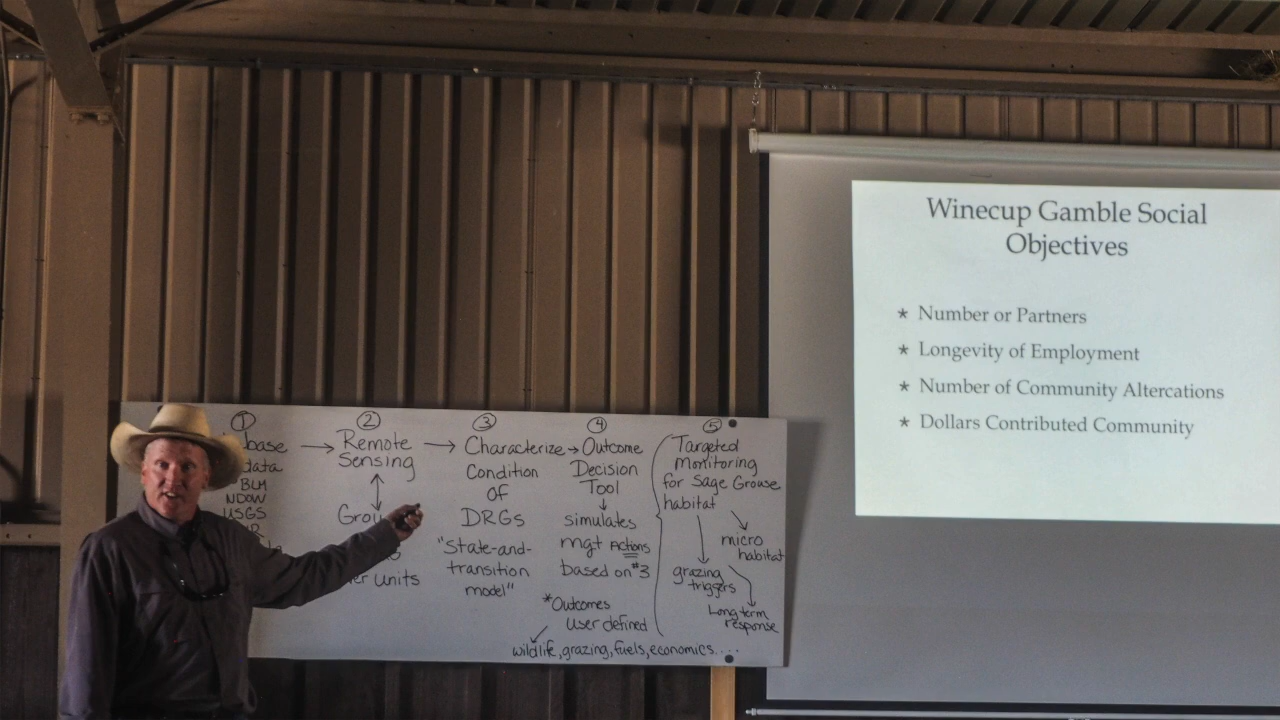 ①
base
data
BLM
NDOW
USGS
②
Remote
Sensing
units
③
Characterize
Condition
OF
DRGs
"State-and-
transition
model"
④
Outcome
Decision
Tool
simulates
mgt Actions
based on #3
*Outcomes
user defined
wildlife, grazing, fuels, economics....
⑤
Targeted
Monitoring
for Sage Grouse
habitat
micro
habitat
grazing
triggers
Long term
response
Winecup Gamble Social
Objectives
* Number or Partners
* Longevity of Employment
* Number of Community Altercations
* Dollars Contributed Community